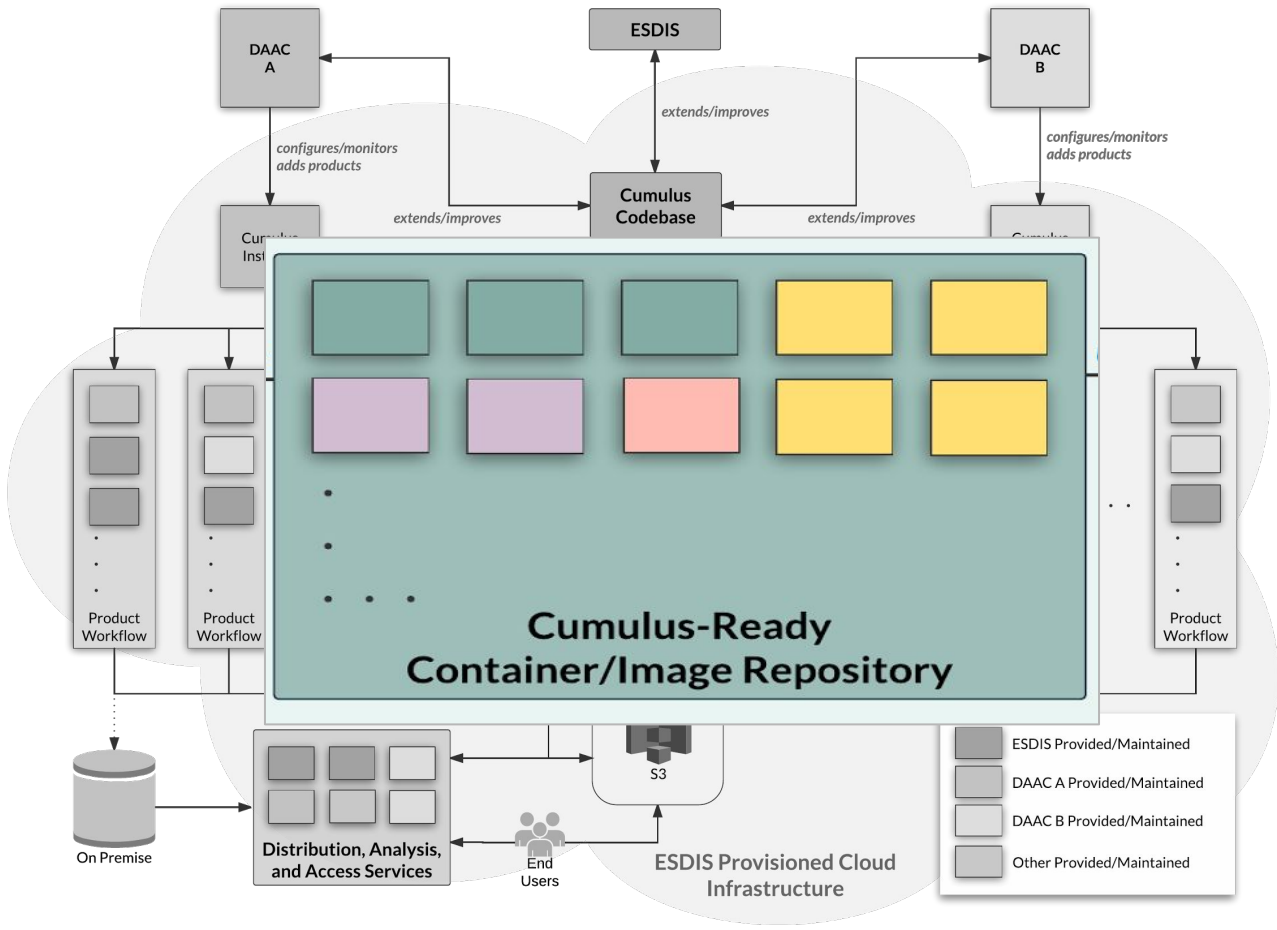 DAAC
A
ESDIS
DAAC
B
extends/improves
configures/monitors
adds products
configures/monitors
adds products
Cumulus
Codebase
extends/improves
extends/improves
Product
Workflow
Product
Workflow
Product
Workflow
Cumulus-Ready
Container/Image Repository
S3
ESDIS Provided/Maintained
DAAC A Provided/Maintained
DAAC B Provided/Maintained
Other Provided/Maintained
On Premise
Distribution, Analysis,
and Access Services
End
Users
ESDIS Provisioned Cloud
Infrastructure